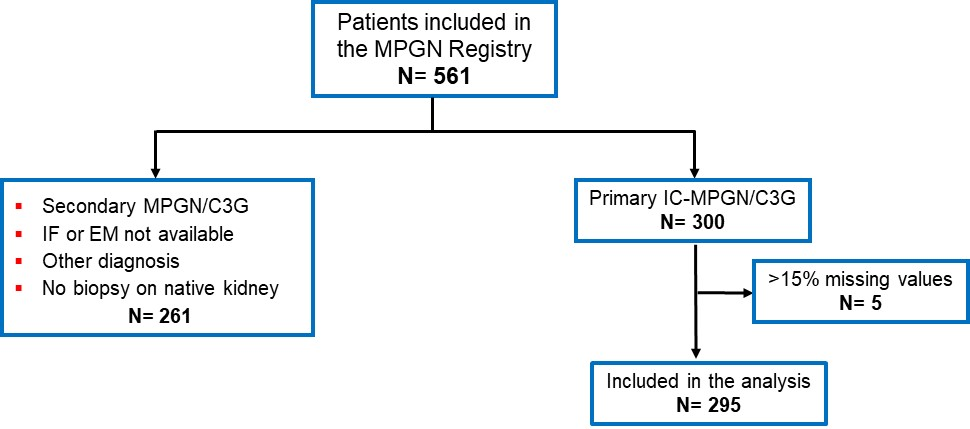 Patients included in
the MPGN Registry
N= 561
Secondary MPGN/C3G
IF or EM not available
Other diagnosis
No biopsy on native kidney
N= 261
Primary IC-MPGN/C3G
N= 300
>15% missing values
N= 5
Included in the analysis
N= 295